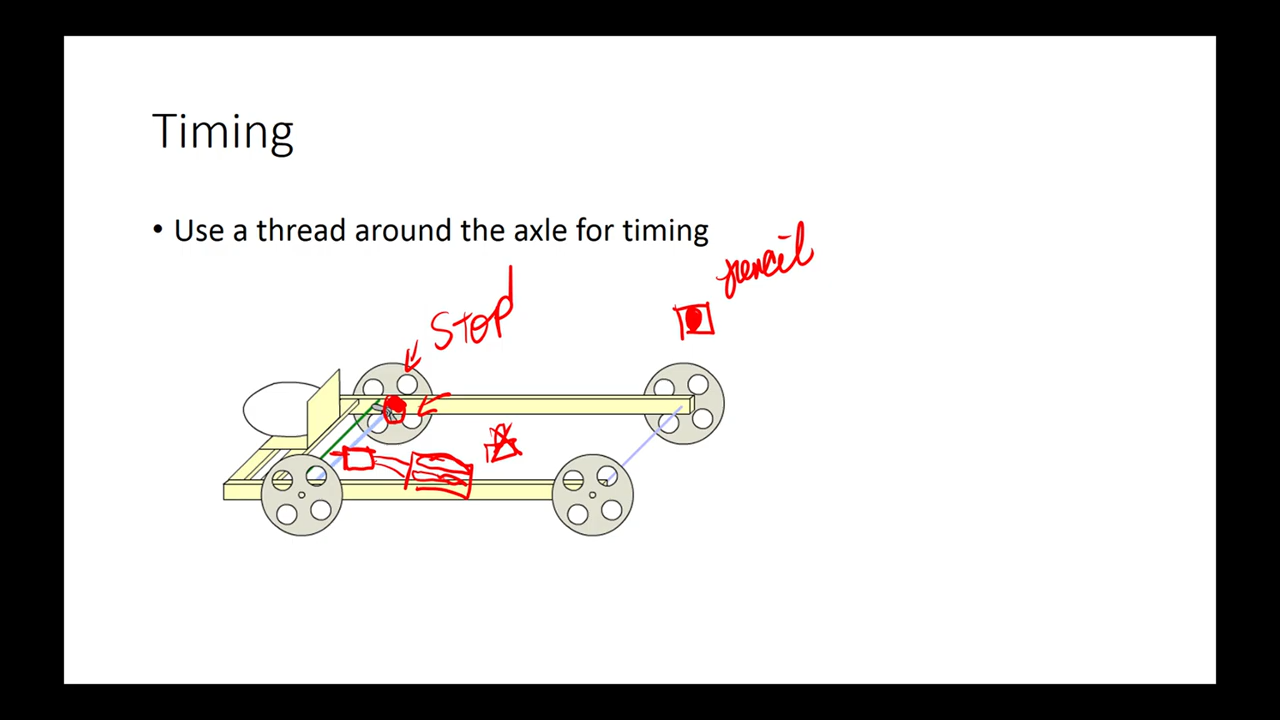 Timing
• Use a thread around the axle for timing
pencil
STOP